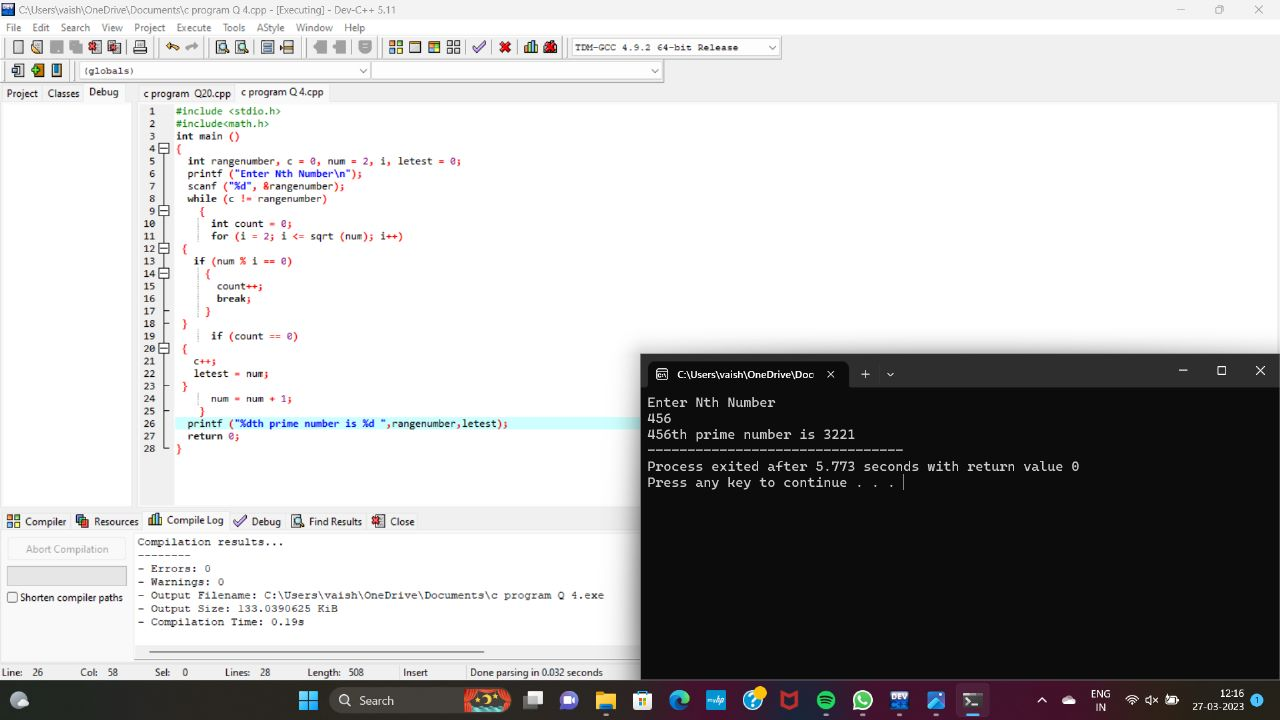 C:\Users\vaish\OneDrive\Documents\c program Q 4.cpp - [Executing] - Dev-C++ 5.11
File Edit Search View Project Execute Tools AStyle Window Help
TDM-GCC 4.9.2 64-bit Release
(globals)
Project Classes Debug
c program Q20.cpp c program Q 4.cpp
1 #include <stdio.h>
2 #include<math.h>
3 int main ()
4 {
5 int rangenumber, c = 0, num = 2, i, letest = 0;
6 printf ("Enter Nth Number\n");
7 scanf ("%d", &rangenumber);
8 while (c != rangenumber)
9 {
10 int count = 0;
11 for (i = 2; i <= sqrt (num); i++)
12 {
13 if (num % i == 0)
14 {
15 count++;
16 break;
17 }
18 }
19 if (count == 0)
20 {
21 c++;
22 letest = num;
23 }
24 num = num + 1;
25 }
26 printf ("%dth prime number is %d ",rangenumber,letest);
27 return 0;
28 }
C:\Users\vaish\OneDrive\Doc
Enter Nth Number
456
456th prime number is 3221
--------------------------------
Process exited after 5.773 seconds with return value 0
Press any key to continue . . .
Compiler Resources Compile Log Debug Find Results Close
Abort Compilation
Shorten compiler paths
Compilation results...
--------
- Errors: 0
- Warnings: 0
- Output Filename: C:\Users\vaish\OneDrive\Documents\c program Q 4.exe
- Output Size: 133.0390625 KiB
- Compilation Time: 0.19s
Line: 26 Col: 58 Sel: 0 Lines: 28 Length: 508 Insert Done parsing in 0.032 seconds
Search
ENG
IN
12:16
27-03-2023
1